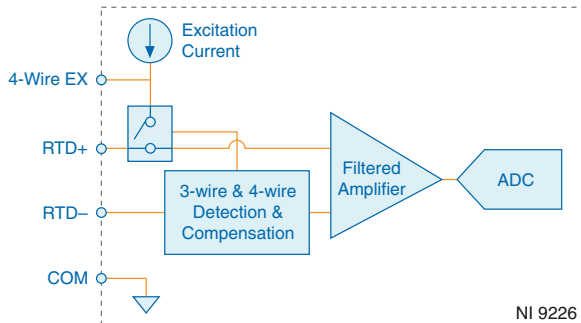 Excitation
Current
4-Wire EX
RTD+
Filtered
Amplifier
ADC
3-wire & 4-wire
Detection &
Compensation
RTD–
COM
NI 9226